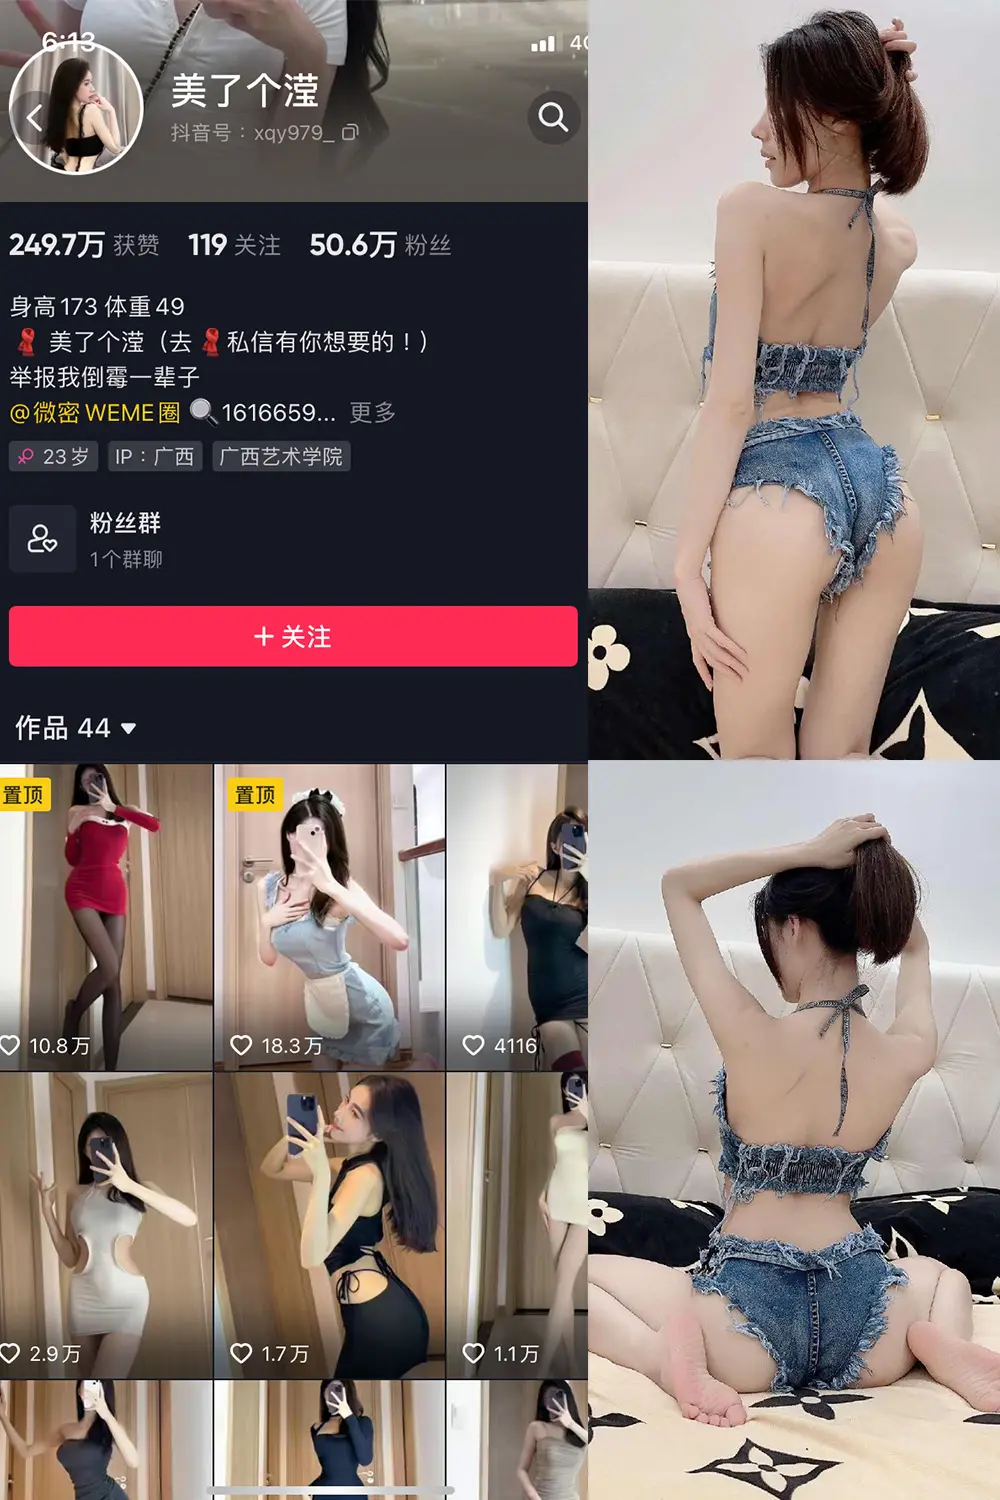 6:13
4G
美了个滢
抖音号：xqy979_
249.7万 获赞 119 关注 50.6万 粉丝
身高173 体重49
🧣 美了个滢（去🧣私信有你想要的！）
举报我倒霉一辈子
@微密 WEME圈 🔍1616659... 更多
23岁 IP：广西 广西艺术学院
粉丝群
1个群聊
+ 关注
作品 44
置顶 置顶
10.8万 18.3万 4116
2.9万 1.7万 1.1万